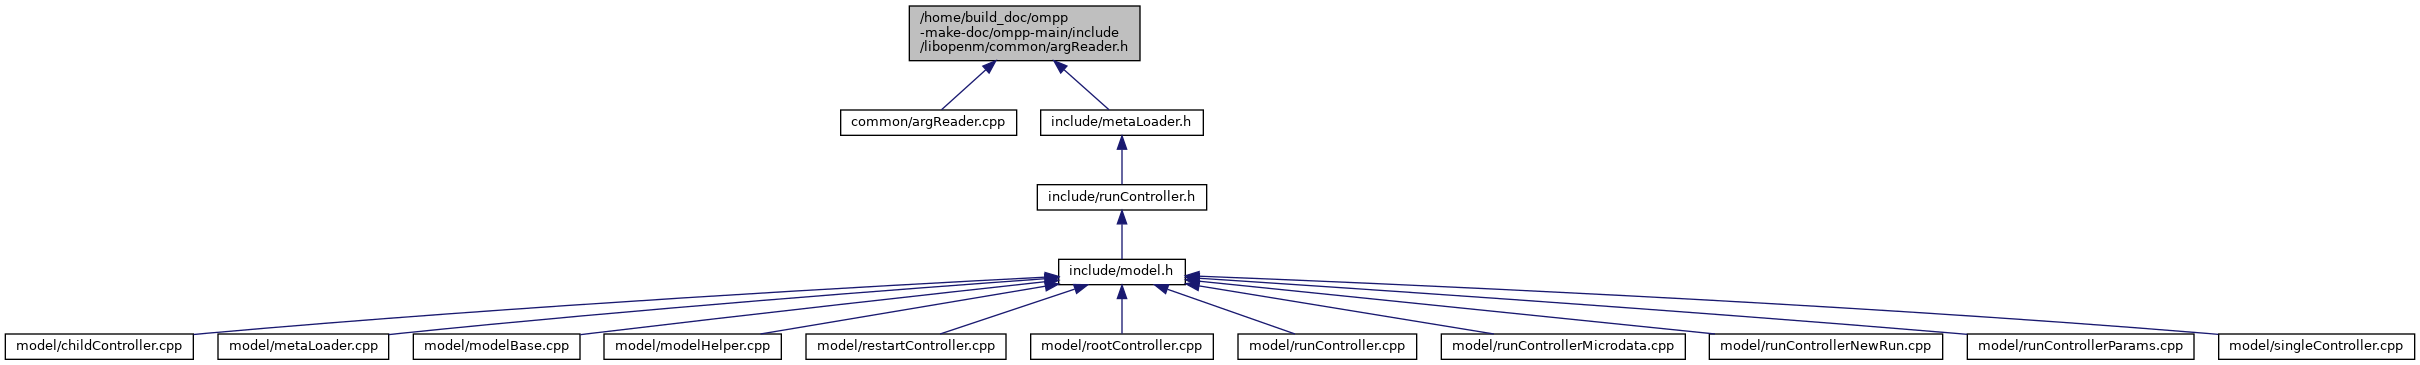 /home/build_doc/ompp
-make-doc/ompp-main/include
/libopenm/common/argReader.h
common/argReader.cpp
include/metaLoader.h
include/runController.h
include/model.h
model/childController.cpp
model/metaLoader.cpp
model/modelBase.cpp
model/modelHelper.cpp
model/restartController.cpp
model/rootController.cpp
model/runController.cpp
model/runControllerMicrodata.cpp
model/runControllerNewRun.cpp
model/runControllerParams.cpp
model/singleController.cpp